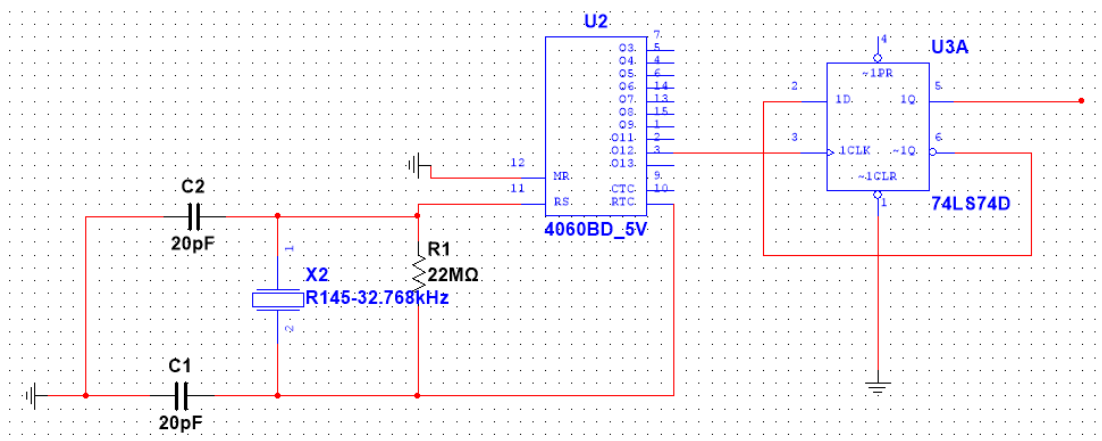 U2
7
O3 5
O4 4
O5 6
O6 14
O7 13
O8 15
O9 1
O11 2
O12 3
O13
12 MR 9
CTC 10
11 RS RTC
4060BD_5V
4
U3A
~1PR
2 1D 1Q 5
3 1CLK ~1Q 6
~1CLR
1
74LS74D
C2
20pF
R1
22MΩ
1
X2
R145-32.768kHz
2
C1
20pF